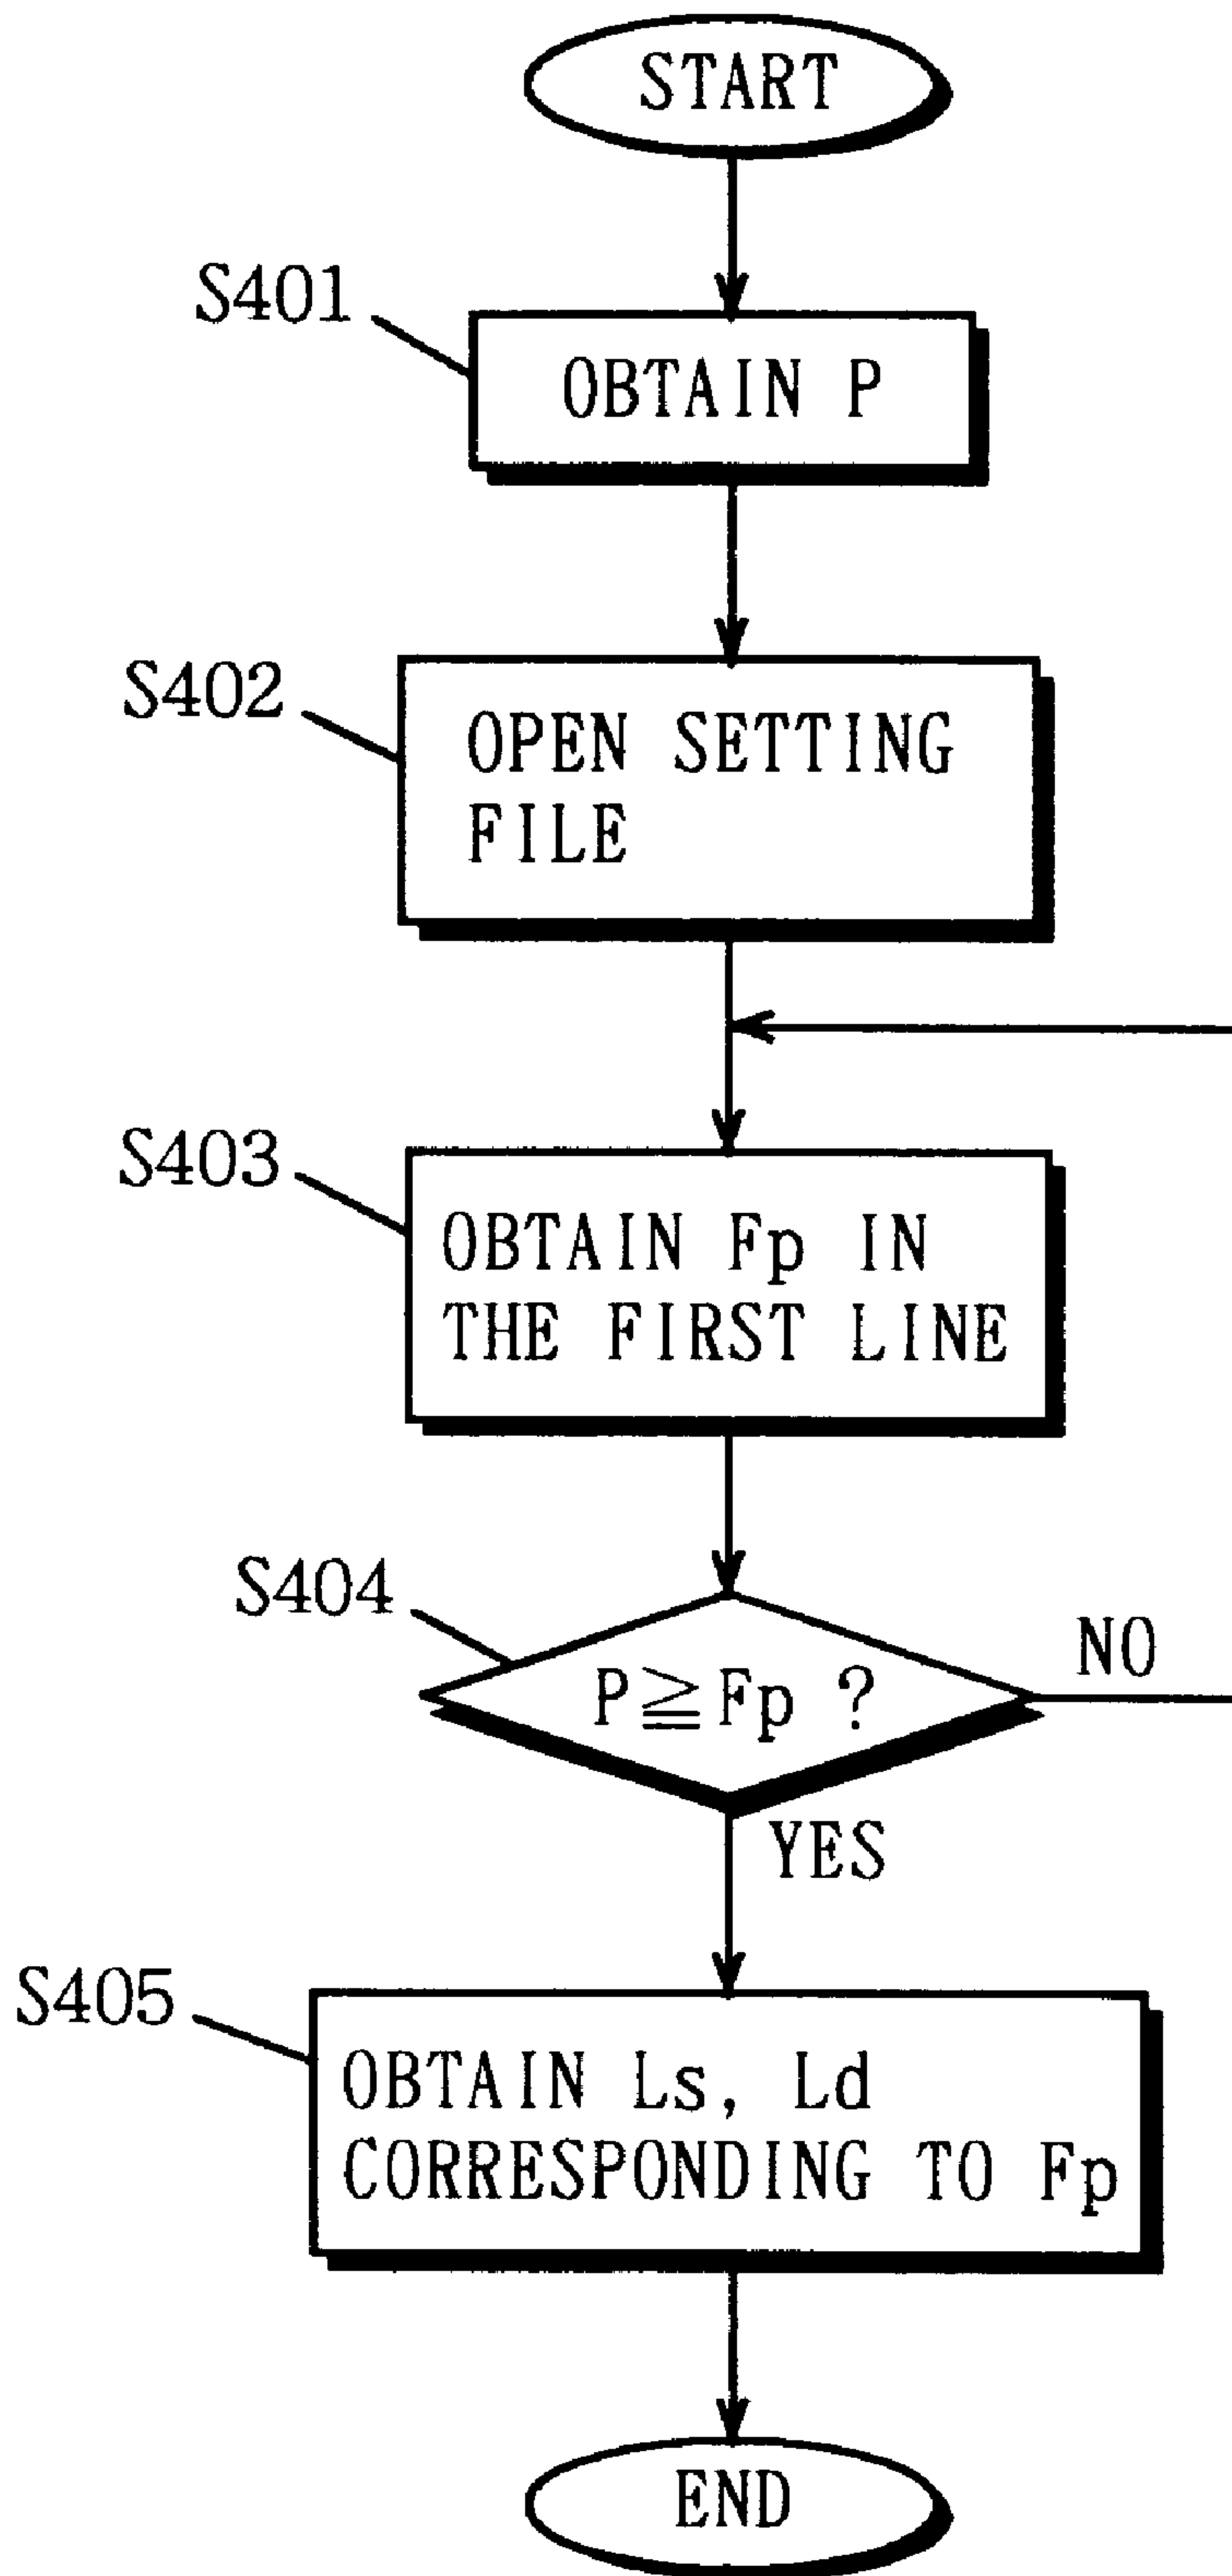 START
S401
OBTAIN P
S402
OPEN SETTING
FILE
S403
OBTAIN Fp IN
THE FIRST LINE
S404
P≧Fp ?
NO
YES
S405
OBTAIN Ls, Ld
CORRESPONDING TO Fp
END